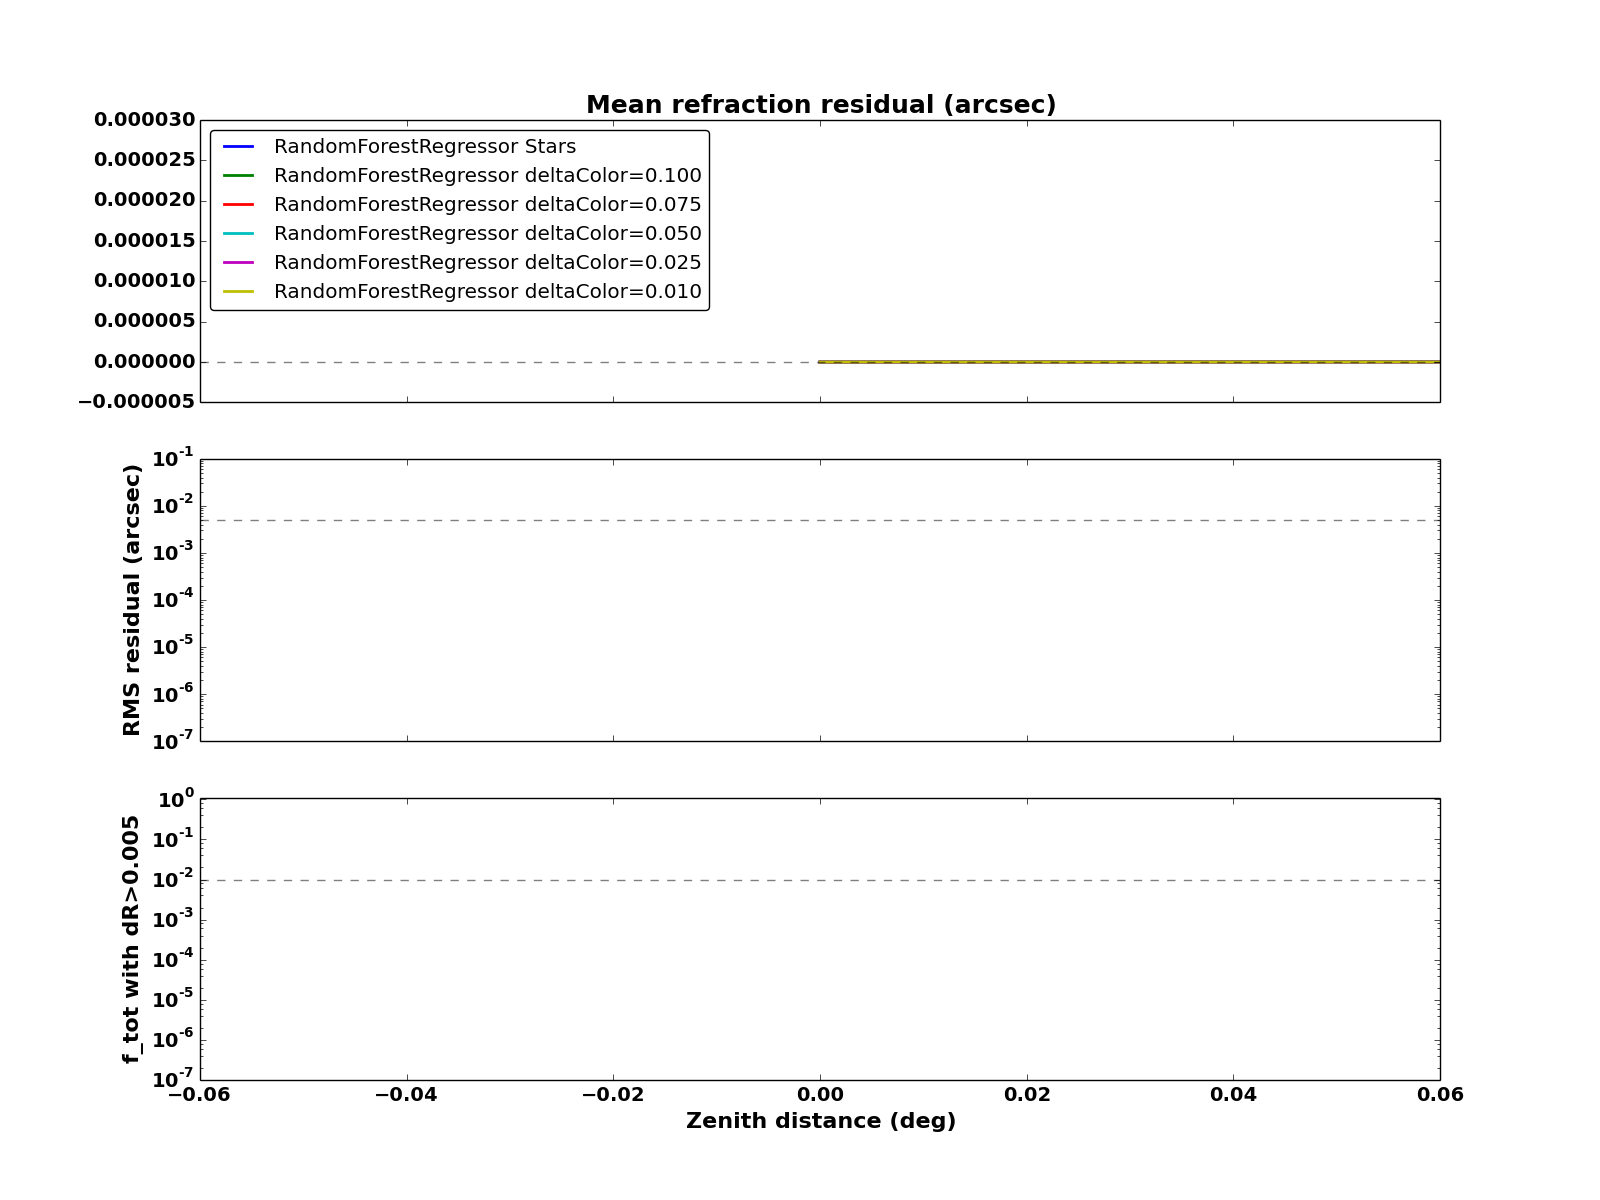 Mean refraction residual (arcsec)
0.000030
0.000025
0.000020
0.000015
0.000010
0.000005
0.000000
−0.000005
RandomForestRegressor Stars
RandomForestRegressor deltaColor=0.100
RandomForestRegressor deltaColor=0.075
RandomForestRegressor deltaColor=0.050
RandomForestRegressor deltaColor=0.025
RandomForestRegressor deltaColor=0.010
RMS residual (arcsec)
10^-1
10^-2
10^-3
10^-4
10^-5
10^-6
10^-7
f_tot with dR>0.005
10^0
10^-1
10^-2
10^-3
10^-4
10^-5
10^-6
10^-7
−0.06 −0.04 −0.02 0.00 0.02 0.04 0.06
Zenith distance (deg)